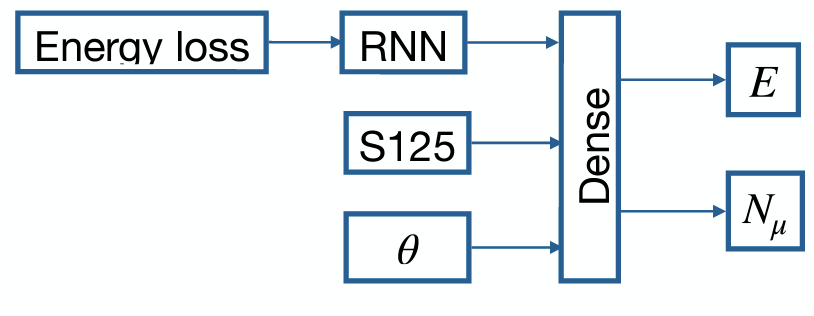 Energy loss
RNN
S125
θ
Dense
E
Nμ